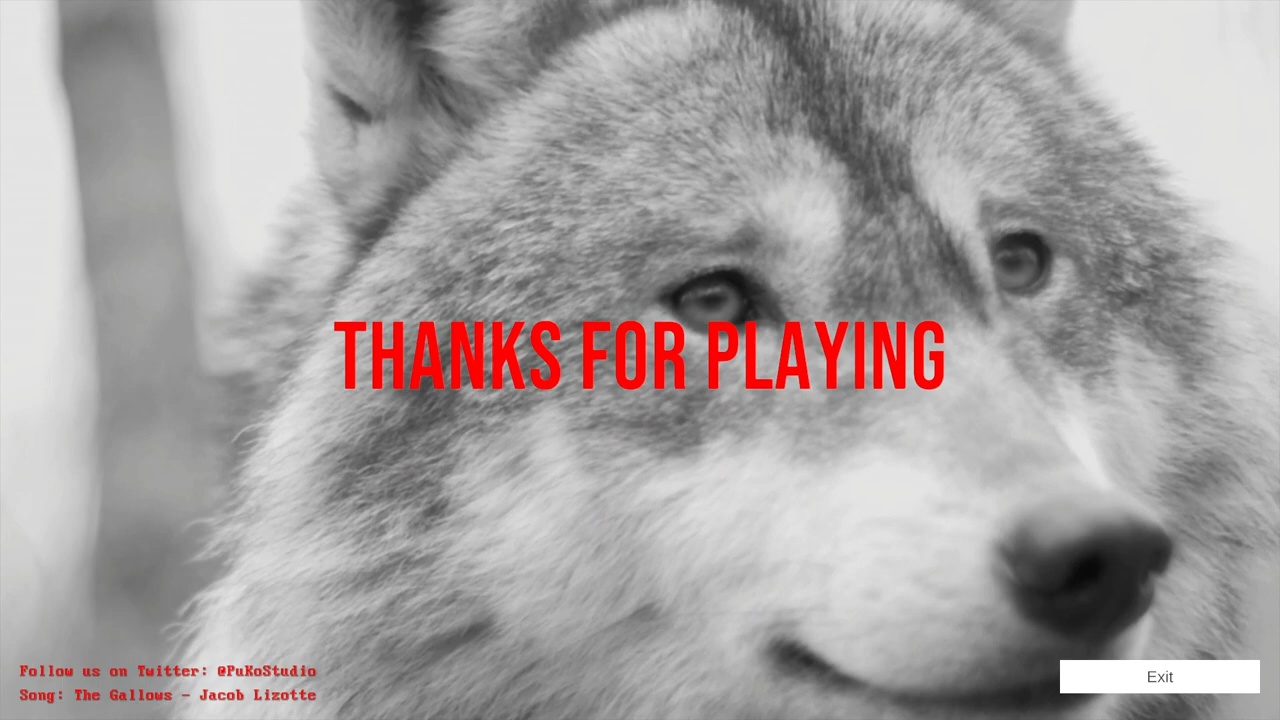 THANKS FOR PLAYING
Follow us on Twitter: @PuKoStudio
Song: The Gallows - Jacob Lizotte
Exit